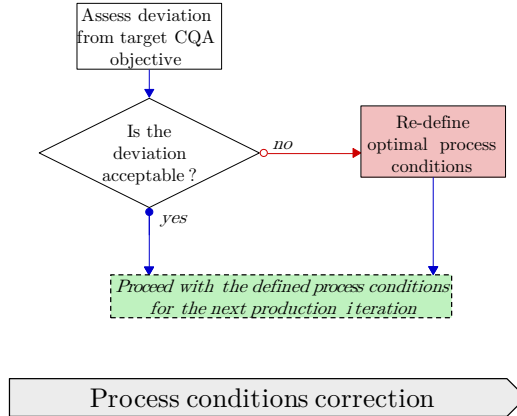 Assess deviation
from target CQA
objective
Is the
deviation
acceptable?
no
Re-define
optimal process
conditions
yes
Proceed with the defined process conditions
for the next production iteration
Process conditions correction